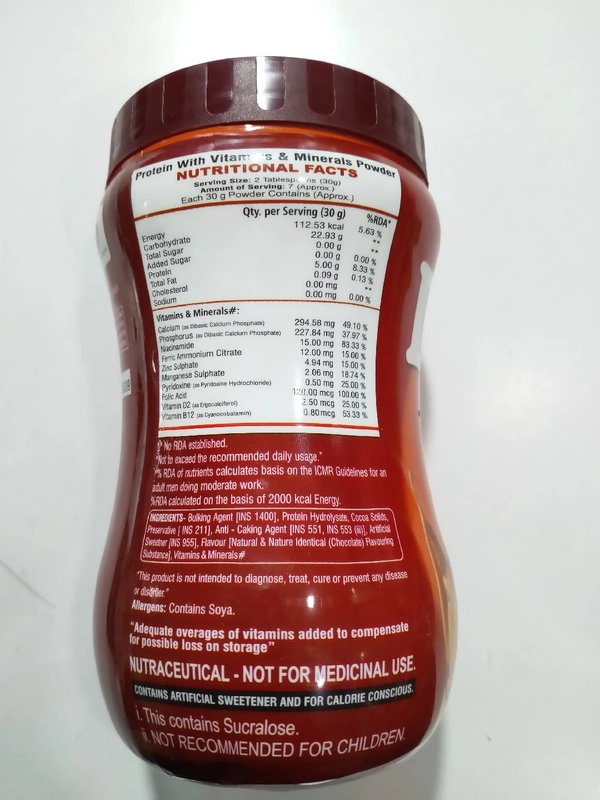 Protein With Vitamins & Minerals Powder
NUTRITIONAL FACTS
Serving Size: 2 Tablespoons (30g)
Amount of Serving: 7 (Approx.)
Each 30 g Powder Contains (Approx.)
Qty. per Serving (30 g) %RDA*
Energy 112.53 kcal 5.63 %
Carbohydrate 22.93 g **
Total Sugar 0.00 g **
Added Sugar 0.00 g 0.00 %
Protein 5.00 g 8.33 %
Total Fat 0.09 g 0.13 %
Cholesterol 0.00 mg **
Sodium 0.00 mg 0.00 %
Vitamins & Minerals#:
Calcium (as Dibasic Calcium Phosphate) 294.58 mg 49.10 %
Phosphorus (as Dibasic Calcium Phosphate) 227.84 mg 37.97 %
Niacinamide 15.00 mg 83.33 %
Ferric Ammonium Citrate 12.00 mg 15.00 %
Zinc Sulphate 4.94 mg 15.00 %
Manganese Sulphate 2.06 mg 18.74 %
Pyridoxine (as Pyridoxine Hydrochloride) 0.50 mg 25.00 %
Folic Acid 120.00 mcg 100.00 %
Vitamin D2 (as Ergocalciferol) 2.50 mcg 25.00 %
Vitamin B12 (as Cyanocobalamin) 0.80mcg 53.33 %
No RDA established.
"Not to exceed the recommended daily usage."
% RDA of nutrients calculates basis on the ICMR Guidelines for an
adult men doing moderate work.
%RDA calculated on the basis of 2000 kcal Energy.
INGREDIENTS- Bulking Agent [INS 1400], Protein Hydrolysate, Cocoa Solids,
Preservative [ INS 211], Anti - Caking Agent [INS 551, INS 553 (iii)], Artificial
Sweetner [INS 955], Flavour [Natural & Nature Identical (Chocolate) Flavouring
Substance], Vitamins & Minerals#
"This product is not intended to diagnose, treat, cure or prevent any disease
or disorder."
Allergens: Contains Soya.
"Adequate overages of vitamins added to compensate
for possible loss on storage"
NUTRACEUTICAL - NOT FOR MEDICINAL USE.
CONTAINS ARTIFICIAL SWEETENER AND FOR CALORIE CONSCIOUS.
i. This contains Sucralose.
ii. NOT RECOMMENDED FOR CHILDREN.